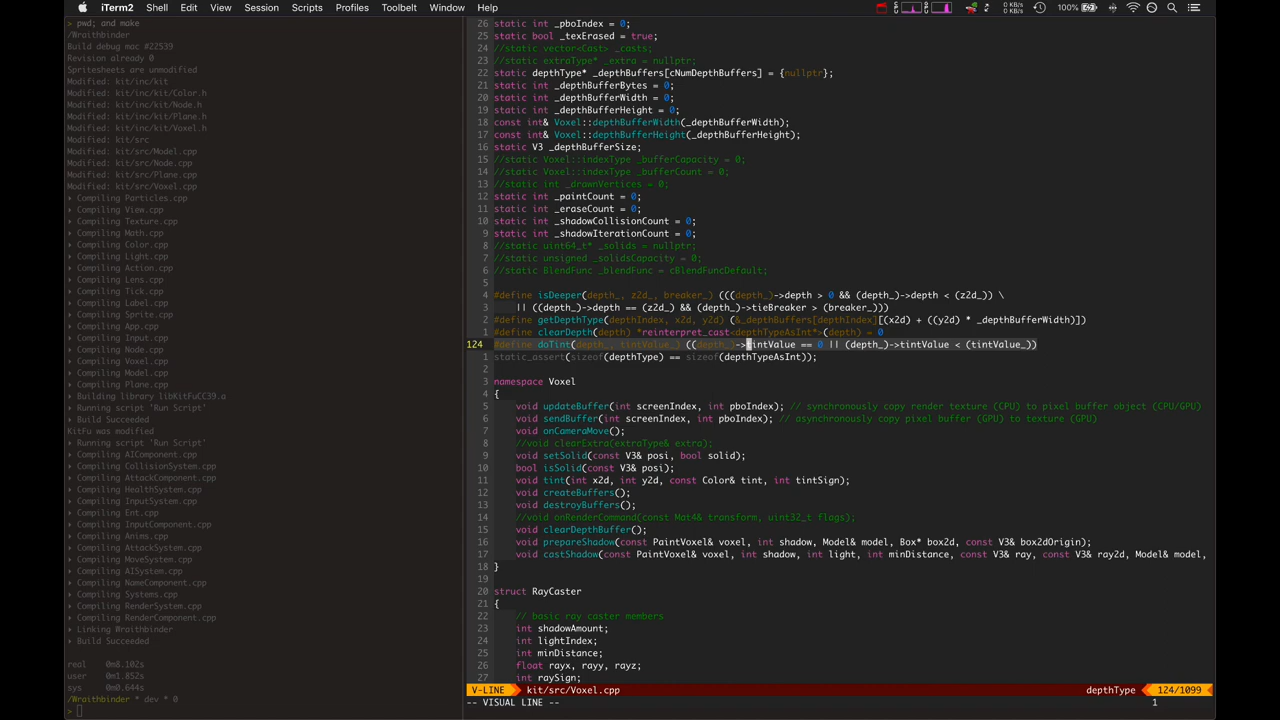 iTerm2 Shell Edit View Session Scripts Profiles Toolbelt Window Help
0 KB/s
0 KB/s
100%
> pwd; and make
/Wraithbinder
Build debug mac #22539
Revision already 0
Spritesheets are unmodified
Modified: kit/inc/kit
Modified: kit/inc/kit/Color.h
Modified: kit/inc/kit/Node.h
Modified: kit/inc/kit/Plane.h
Modified: kit/inc/kit/Voxel.h
Modified: kit/src
Modified: kit/src/Model.cpp
Modified: kit/src/Node.cpp
Modified: kit/src/Plane.cpp
Modified: kit/src/Voxel.cpp
Compiling Particles.cpp
Compiling View.cpp
Compiling Texture.cpp
Compiling Math.cpp
Compiling Color.cpp
Compiling Light.cpp
Compiling Action.cpp
Compiling Lens.cpp
Compiling Tick.cpp
Compiling Label.cpp
Compiling Sprite.cpp
Compiling App.cpp
Compiling Input.cpp
Compiling Node.cpp
Compiling Voxel.cpp
Compiling Model.cpp
Compiling Plane.cpp
Building library libKitFuCC39.a
Running script 'Run Script'
Build Succeeded
KitFu was modified
Running script 'Run Script'
Compiling AIComponent.cpp
Compiling CollisionSystem.cpp
Compiling AttackComponent.cpp
Compiling HealthSystem.cpp
Compiling InputSystem.cpp
Compiling Ent.cpp
Compiling InputComponent.cpp
Compiling Anims.cpp
Compiling AttackSystem.cpp
Compiling MoveSystem.cpp
Compiling AISystem.cpp
Compiling NameComponent.cpp
Compiling Systems.cpp
Compiling RenderSystem.cpp
Compiling RenderComponent.cpp
Linking Wraithbinder
Build Succeeded
real 0m8.102s
user 0m1.852s
sys 0m0.644s
/Wraithbinder * dev * 0
>
26 static int _pboIndex = 0;
25 static bool _texErased = true;
24 //static vector<Cast> _casts;
23 //static extraType* _extra = nullptr;
22 static depthType* _depthBuffers[cNumDepthBuffers] = {nullptr};
21 static int _depthBufferBytes = 0;
20 static int _depthBufferWidth = 0;
19 static int _depthBufferHeight = 0;
18 const int& Voxel::depthBufferWidth(_depthBufferWidth);
17 const int& Voxel::depthBufferHeight(_depthBufferHeight);
16 static V3 _depthBufferSize;
15 //static Voxel::indexType _bufferCapacity = 0;
14 //static Voxel::indexType _bufferCount = 0;
13 //static int _drawnVertices = 0;
12 static int _paintCount = 0;
11 static int _eraseCount = 0;
10 static int _shadowCollisionCount = 0;
9 static int _shadowIterationCount = 0;
8 //static uint64_t* _solids = nullptr;
7 //static unsigned _solidsCapacity = 0;
6 //static BlendFunc _blendFunc = cBlendFuncDefault;
5
4 #define isDeeper(depth_, z2d_, breaker_) (((depth_)->depth > 0 && (depth_)->depth < (z2d_)) \
3 || ((depth_)->depth == (z2d_) && (depth_)->tieBreaker > (breaker_)))
2 #define getDepthType(depthIndex, x2d, y2d) (&_depthBuffers[depthIndex][(x2d) + ((y2d) * _depthBufferWidth)])
1 #define clearDepth(depth) *reinterpret_cast<depthTypeAsInt*>(depth) = 0
124 #define doTint(depth_, tintValue_) ((depth_)->tintValue == 0 || (depth_)->tintValue < (tintValue_))
1 static_assert(sizeof(depthType) == sizeof(depthTypeAsInt));
2
3 namespace Voxel
4 {
5 void updateBuffer(int screenIndex, int pboIndex); // synchronously copy render texture (CPU) to pixel buffer object (CPU/GPU)
6 void sendBuffer(int screenIndex, int pboIndex); // asynchronously copy pixel buffer (GPU) to texture (GPU)
7 void onCameraMove();
8 //void clearExtra(extraType& extra);
9 void setSolid(const V3& posi, bool solid);
10 bool isSolid(const V3& posi);
11 void tint(int x2d, int y2d, const Color& tint, int tintSign);
12 void createBuffers();
13 void destroyBuffers();
14 //void onRenderCommand(const Mat4& transform, uint32_t flags);
15 void clearDepthBuffer();
16 void prepareShadow(const PaintVoxel& voxel, int shadow, Model& model, Box* box2d, const V3& box2dOrigin);
17 void castShadow(const PaintVoxel& voxel, int shadow, int light, int minDistance, const V3& ray, const V3& ray2d, Model& model,
18 }
19
20 struct RayCaster
21 {
22 // basic ray caster members
23 int shadowAmount;
24 int lightIndex;
25 int minDistance;
26 float rayx, rayy, rayz;
27 int raySign;
V-LINE kit/src/Voxel.cpp depthType 124/1099
-- VISUAL LINE -- 1